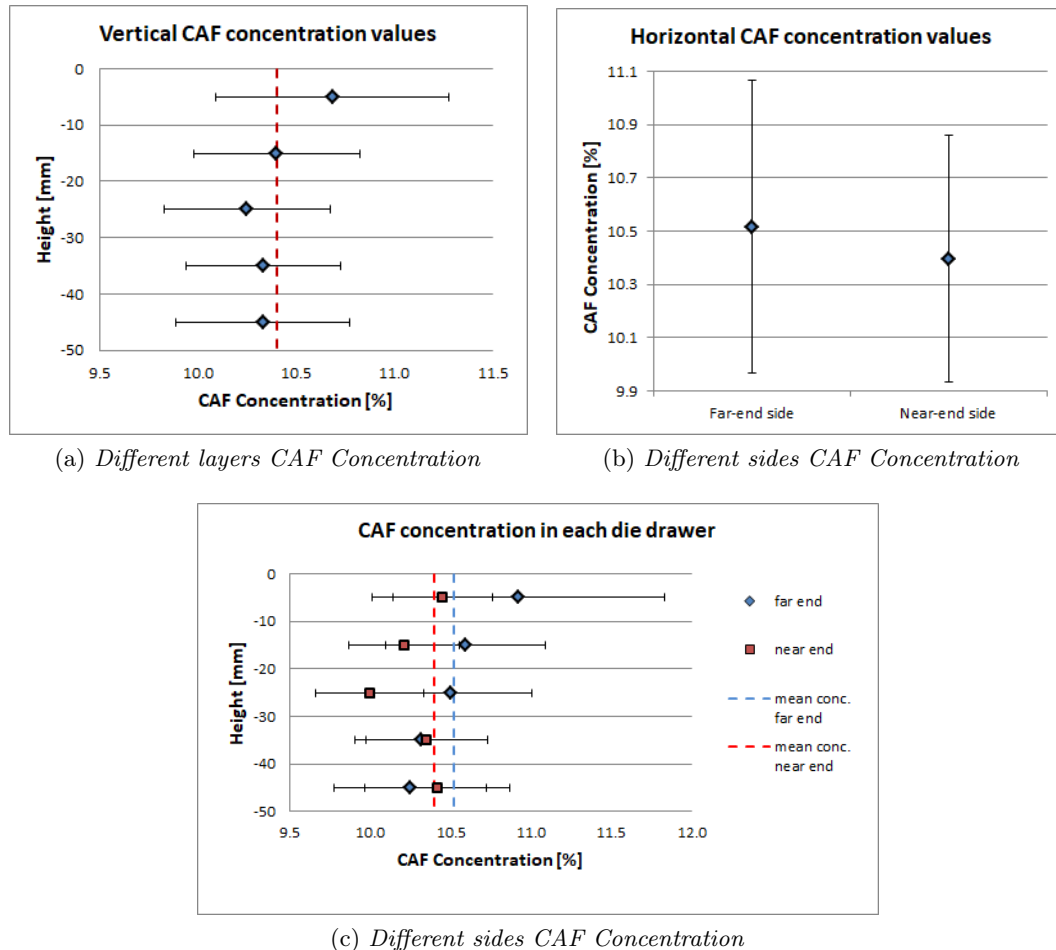 Vertical CAF concentration values
0
-10
-20
-30
-40
-50
Height [mm]
9.5 10.0 10.5 11.0 11.5
CAF Concentration [%]
(a) Different layers CAF Concentration
Horizontal CAF concentration values
11.1
10.9
10.7
10.5
10.3
10.1
9.9
CAF Concentration [%]
Far-end side Near-end side
(b) Different sides CAF Concentration
CAF concentration in each die drawer
0
-10
-20
-30
-40
-50
Height [mm]
9.5 10.0 10.5 11.0 11.5 12.0
CAF Concentration [%]
far end
near end
mean conc.
far end
mean conc.
near end
(c) Different sides CAF Concentration